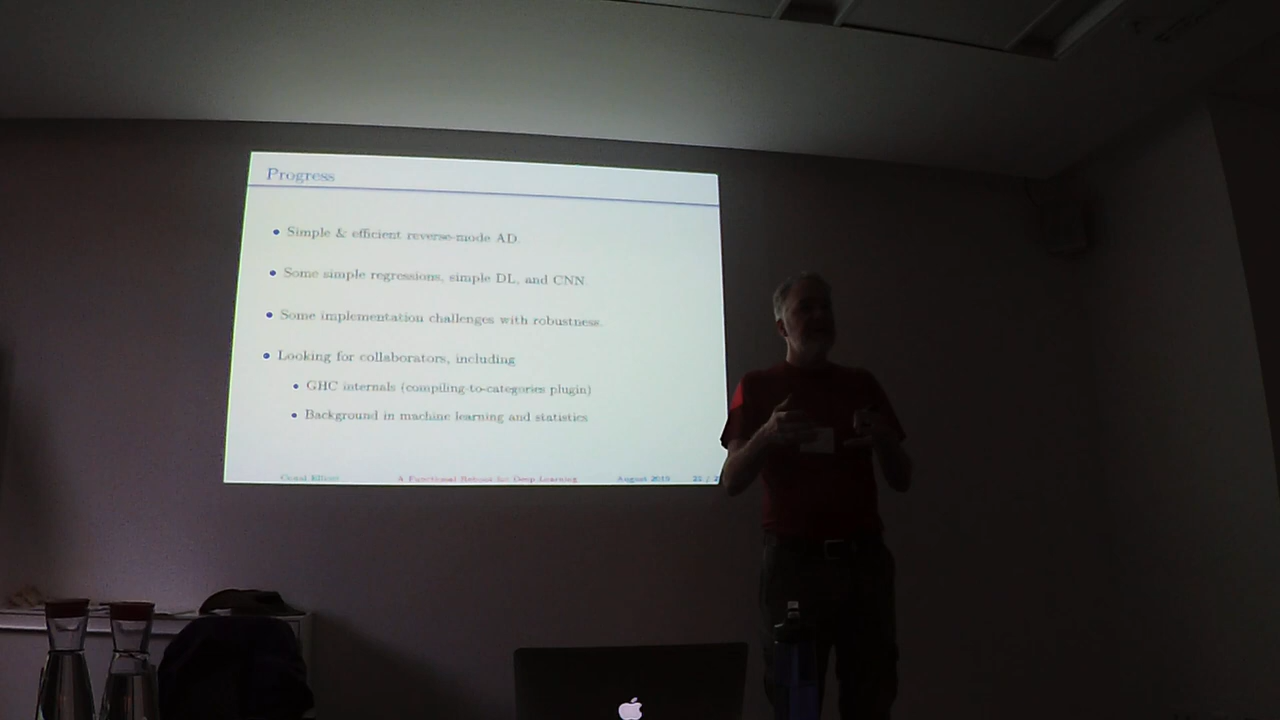 Progress
Simple & efficient reverse-mode AD.
Some simple regressions, simple DL, and CNN.
Some implementation challenges with robustness.
Looking for collaborators, including
GHC internals (compiling-to-categories plugin)
Background in machine learning and statistics
Conal Elliott A Functional Reboot for Deep Learning August 2019 21 /